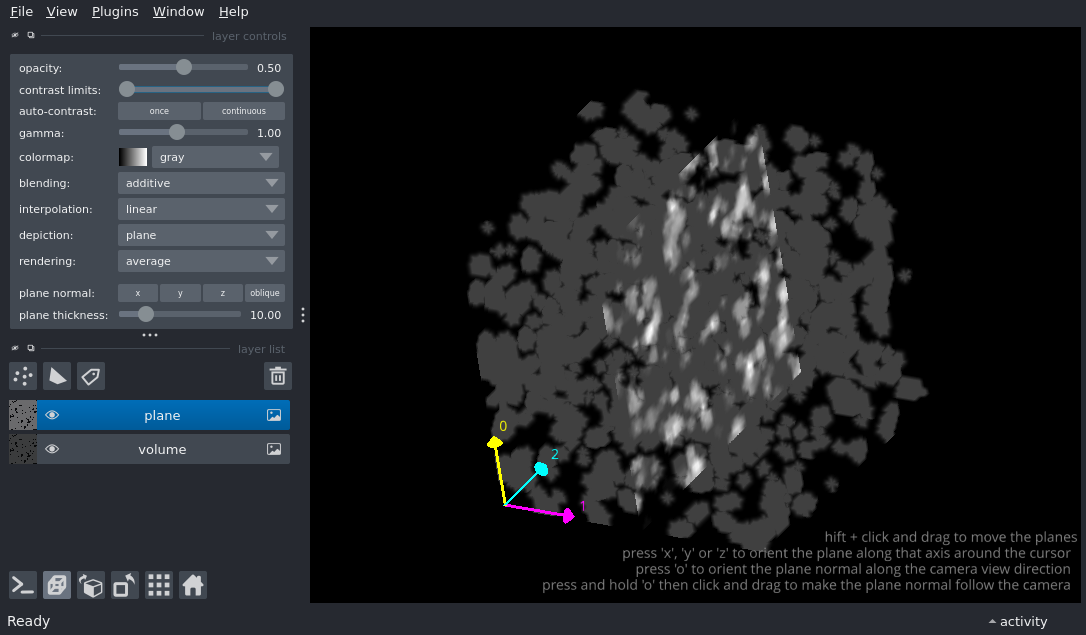 File View Plugins Window Help
layer controls
opacity: 0.50
contrast limits:
auto-contrast: once continuous
gamma: 1.00
colormap: gray
blending: additive
interpolation: linear
depiction: plane
rendering: average
plane normal: x y z oblique
plane thickness: 10.00
layer list
plane
volume
0
2
1
hift + click and drag to move the planes
press 'x', 'y' or 'z' to orient the plane along that axis around the cursor
press 'o' to orient the plane normal along the camera view direction
press and hold 'o' then click and drag to make the plane normal follow the camera
Ready activity